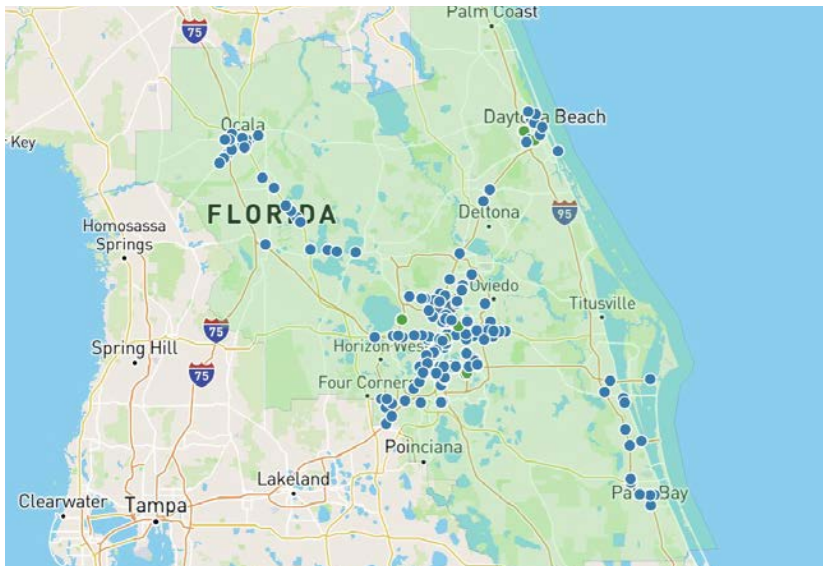 Palm Coast
75
Ocala
Daytona Beach
Key
FLORIDA
Deltona
95
Homosassa
Springs
Oviedo
Titusville
75
Spring Hill
75
Horizon West
Four Corners
Poinciana
Lakeland
Clearwater
Tampa
Palm Bay